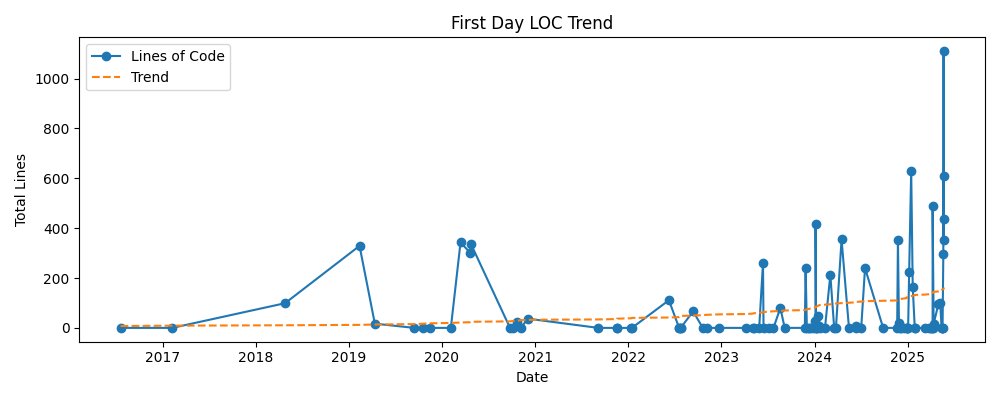 First Day LOC Trend
Lines of Code
Trend
Total Lines
1000
800
600
400
200
0
2017 2018 2019 2020 2021 2022 2023 2024 2025
Date